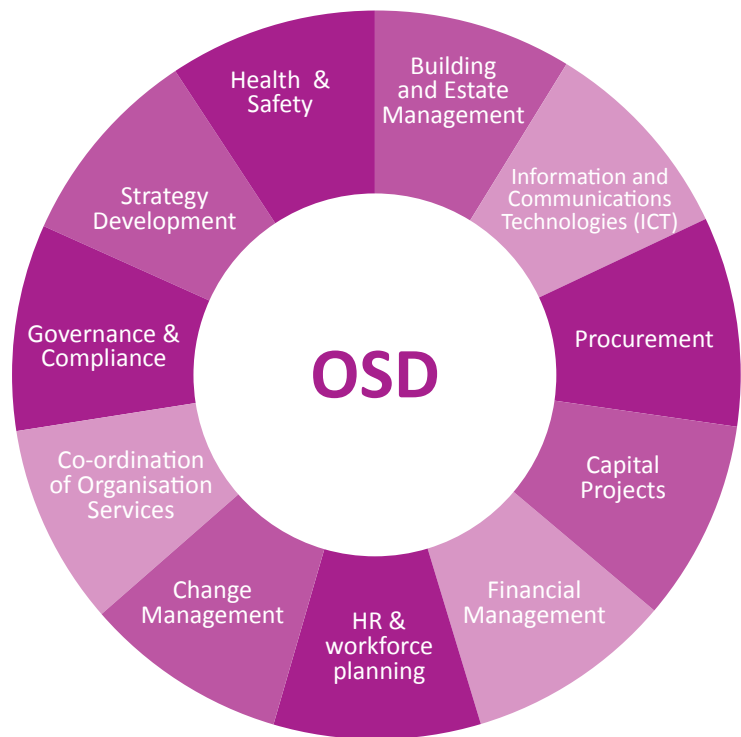 Health & 
Safety
Building
and Estate
Management
Information and
Communications
Technologies (ICT)
Procurement
Capital
Projects
Financial
Management
HR &
workforce
planning
Change
Management
Co-ordination
of Organisation
Services
Governance &
Compliance
Strategy
Development
OSD